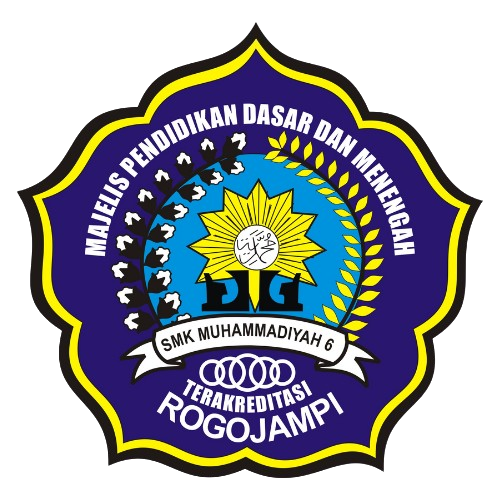 MAJELIS PENDIDIKAN DASAR DAN MENENGAH
SMK MUHAMMADIYAH 6
TERAKREDITASI
ROGOJAMPI